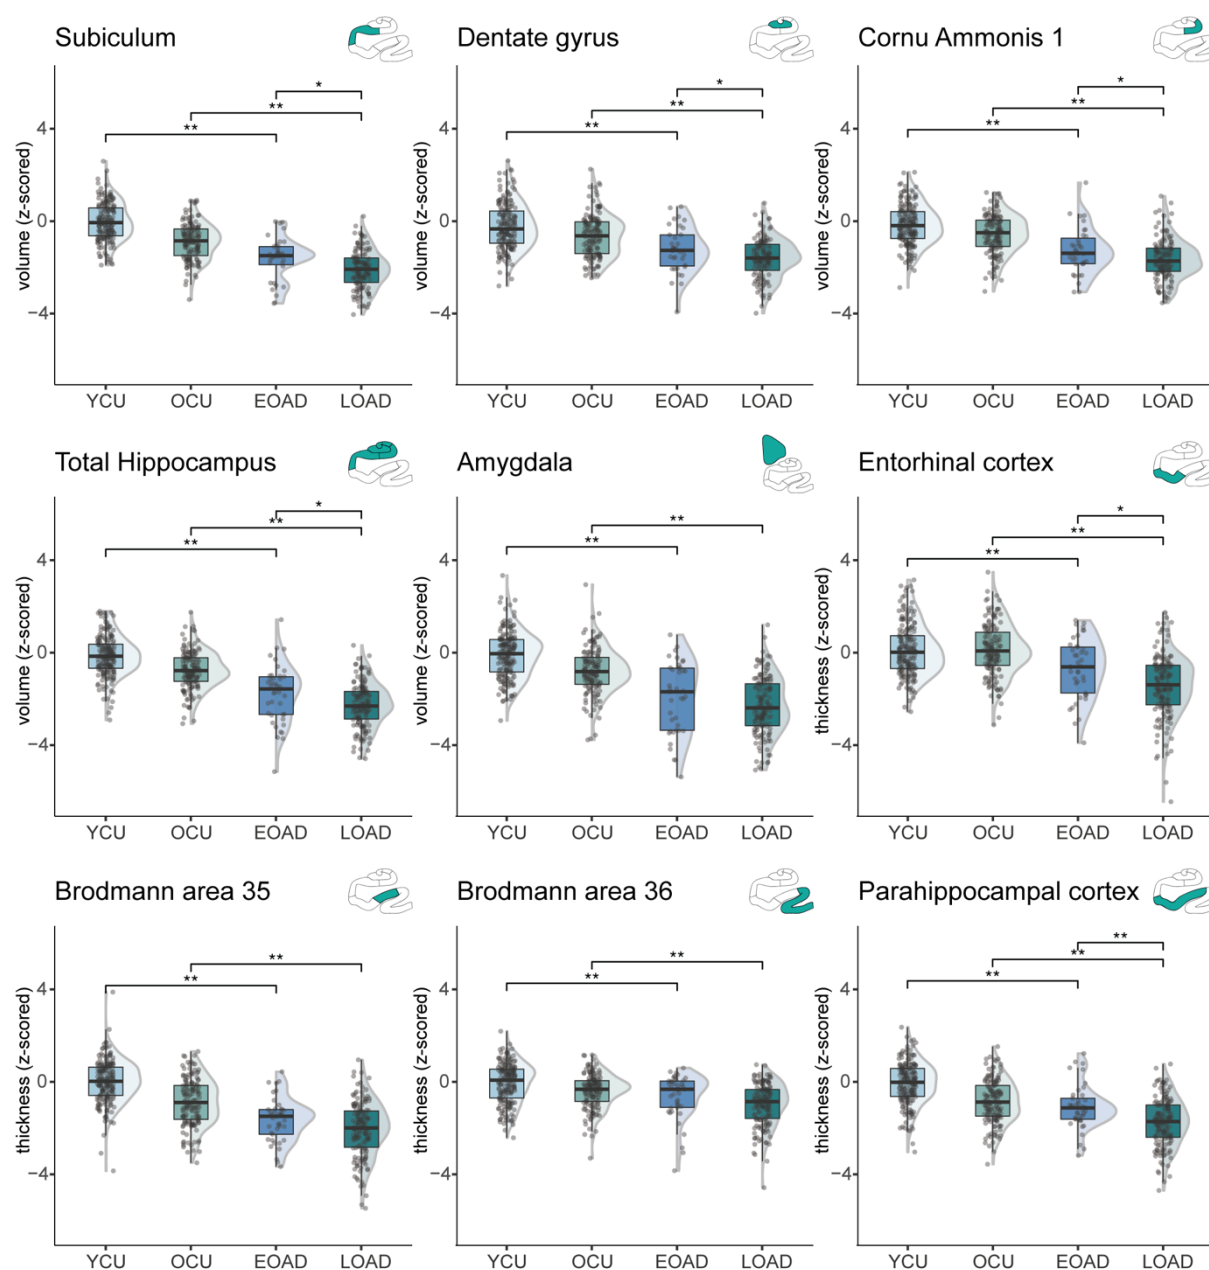 Subiculum
Dentate gyrus
Cornu Ammonis 1
volume (z-scored)
4
0
−4
*
**
**
YCU OCU EOAD LOAD
volume (z-scored)
4
0
−4
*
**
**
YCU OCU EOAD LOAD
volume (z-scored)
4
0
−4
*
**
**
YCU OCU EOAD LOAD
Total Hippocampus
Amygdala
Entorhinal cortex
volume (z-scored)
4
0
−4
*
**
**
YCU OCU EOAD LOAD
volume (z-scored)
4
0
−4
**
**
YCU OCU EOAD LOAD
thickness (z-scored)
4
0
−4
*
**
**
YCU OCU EOAD LOAD
Brodmann area 35
Brodmann area 36
Parahippocampal cortex
thickness (z-scored)
4
0
−4
**
**
YCU OCU EOAD LOAD
thickness (z-scored)
4
0
−4
**
**
YCU OCU EOAD LOAD
thickness (z-scored)
4
0
−4
**
**
**
YCU OCU EOAD LOAD